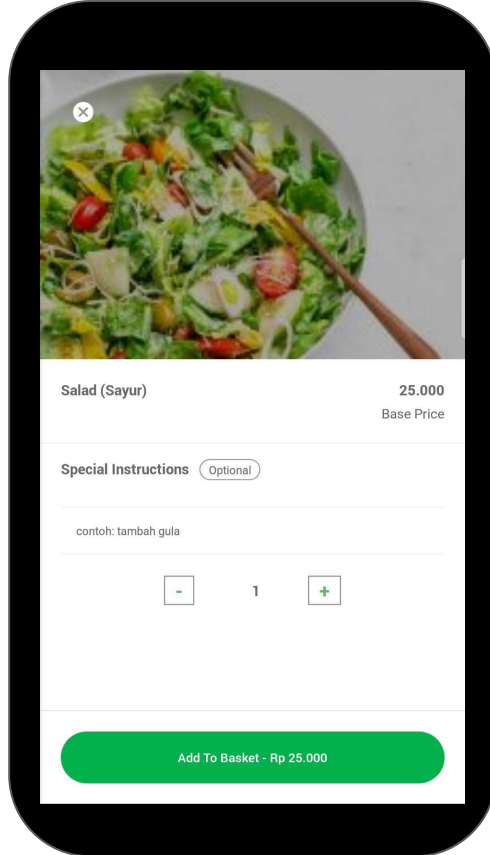 Salad (Sayur)
25.000
Base Price
Special Instructions
Optional
contoh: tambah gula
- 1 +
Add To Basket - Rp 25.000